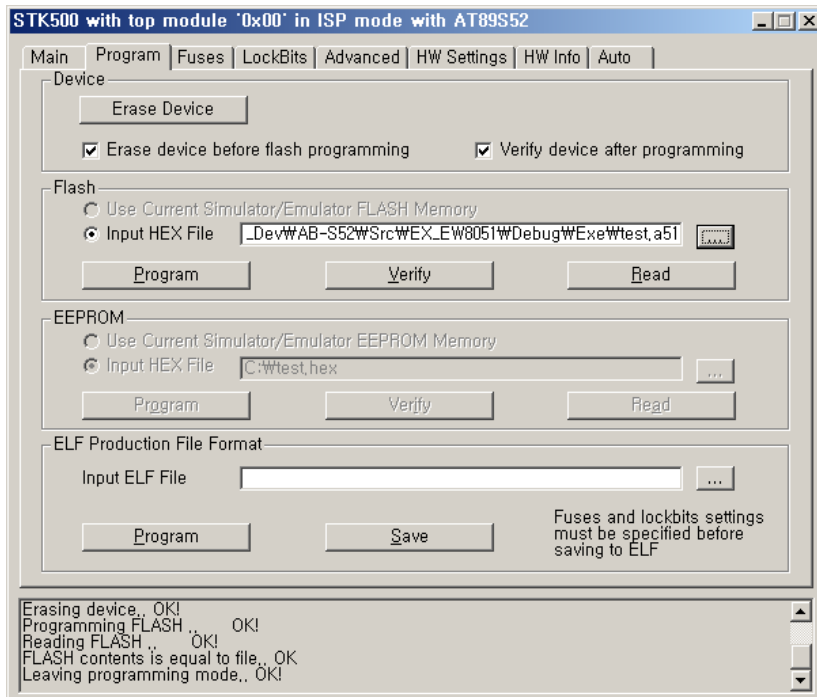 STK500 with top module '0x00' in ISP mode with AT89S52
Main Program Fuses LockBits Advanced HW Settings HW Info Auto
Device
Erase Device
Erase device before flash programming Verify device after programming
Flash
Use Current Simulator/Emulator FLASH Memory
Input HEX File _Dev₩AB-S52₩Src₩EX_EW8051₩Debug₩Exe₩test.a51 ...
Program Verify Read
EEPROM
Use Current Simulator/Emulator EEPROM Memory
Input HEX File C:₩test.hex ...
Program Verify Read
ELF Production File Format
Input ELF File ...
Program Save Fuses and lockbits settings
must be specified before
saving to ELF
Erasing device.. OK!
Programming FLASH .. OK!
Reading FLASH .. OK!
FLASH contents is equal to file.. OK
Leaving programming mode.. OK!